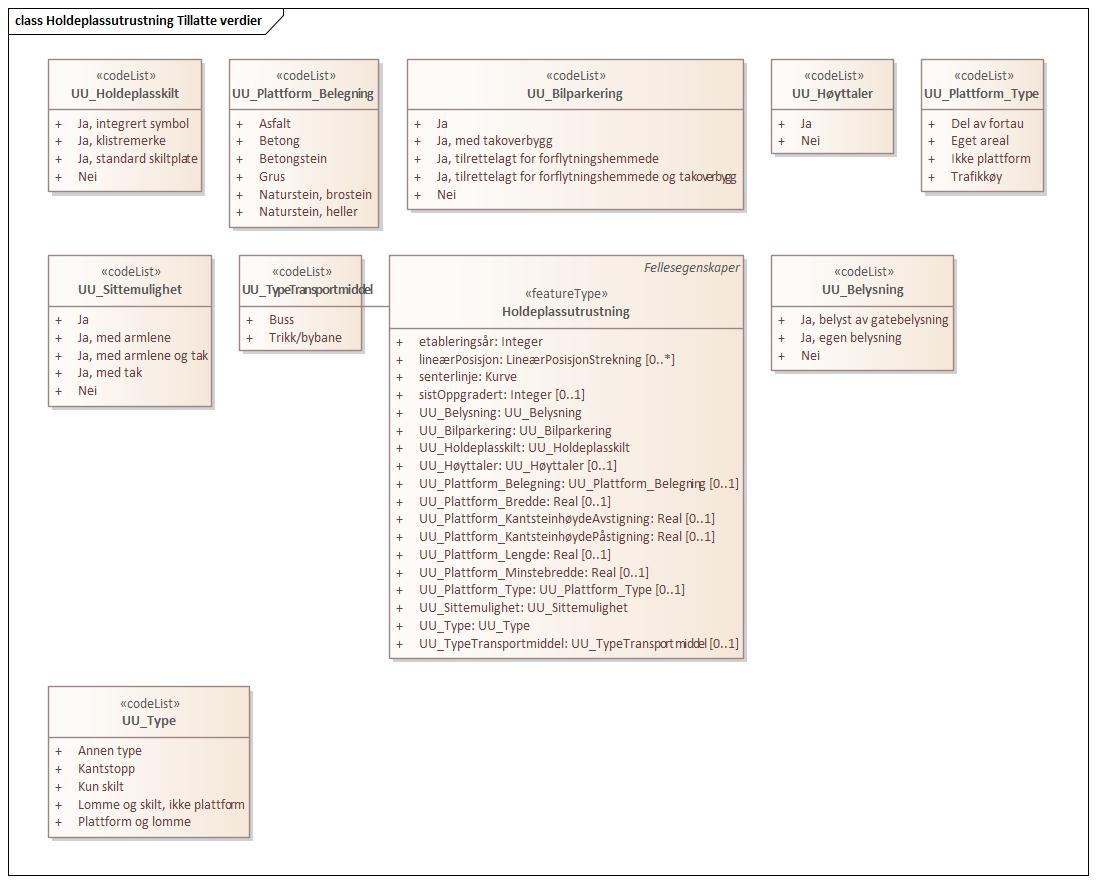 class Holdeplassutrustning Tillatte verdier
«codeList»
UU_Holdeplasskilt
+ Ja, integrert symbol
+ Ja, klistremerke
+ Ja, standard skiltplate
+ Nei
«codeList»
UU_Plattform_Belegning
+ Asfalt
+ Betong
+ Betongstein
+ Grus
+ Naturstein, brostein
+ Naturstein, heller
«codeList»
UU_Bilparkering
+ Ja
+ Ja, med takoverbygg
+ Ja, tilrettelagt for forflytningshemmede
+ Ja, tilrettelagt for forflytningshemmede og takoverbygg
+ Nei
«codeList»
UU_Høyttaler
+ Ja
+ Nei
«codeList»
UU_Plattform_Type
+ Del av fortau
+ Eget areal
+ Ikke plattform
+ Trafikkøy
«codeList»
UU_Sittemulighet
+ Ja
+ Ja, med armlene
+ Ja, med armlene og tak
+ Ja, med tak
+ Nei
«codeList»
UU_TypeTransportmiddel
+ Buss
+ Trikk/bybane
Fellesegenskaper
«featureType»
Holdeplassutrustning
+ etableringsår: Integer
+ lineærPosisjon: LineærPosisjonStrekning [0..*]
+ senterlinje: Kurve
+ sistOppgradert: Integer [0..1]
+ UU_Belysning: UU_Belysning
+ UU_Bilparkering: UU_Bilparkering
+ UU_Holdeplasskilt: UU_Holdeplasskilt
+ UU_Høyttaler: UU_Høyttaler [0..1]
+ UU_Plattform_Belegning: UU_Plattform_Belegning [0..1]
+ UU_Plattform_Bredde: Real [0..1]
+ UU_Plattform_KantsteinhøydeAvstigning: Real [0..1]
+ UU_Plattform_KantsteinhøydePåstigning: Real [0..1]
+ UU_Plattform_Lengde: Real [0..1]
+ UU_Plattform_Minstebredde: Real [0..1]
+ UU_Plattform_Type: UU_Plattform_Type [0..1]
+ UU_Sittemulighet: UU_Sittemulighet
+ UU_Type: UU_Type
+ UU_TypeTransportmiddel: UU_TypeTransportmiddel [0..1]
«codeList»
UU_Belysning
+ Ja, belyst av gatebelysning
+ Ja, egen belysning
+ Nei
«codeList»
UU_Type
+ Annen type
+ Kantstopp
+ Kun skilt
+ Lomme og skilt, ikke plattform
+ Plattform og lomme